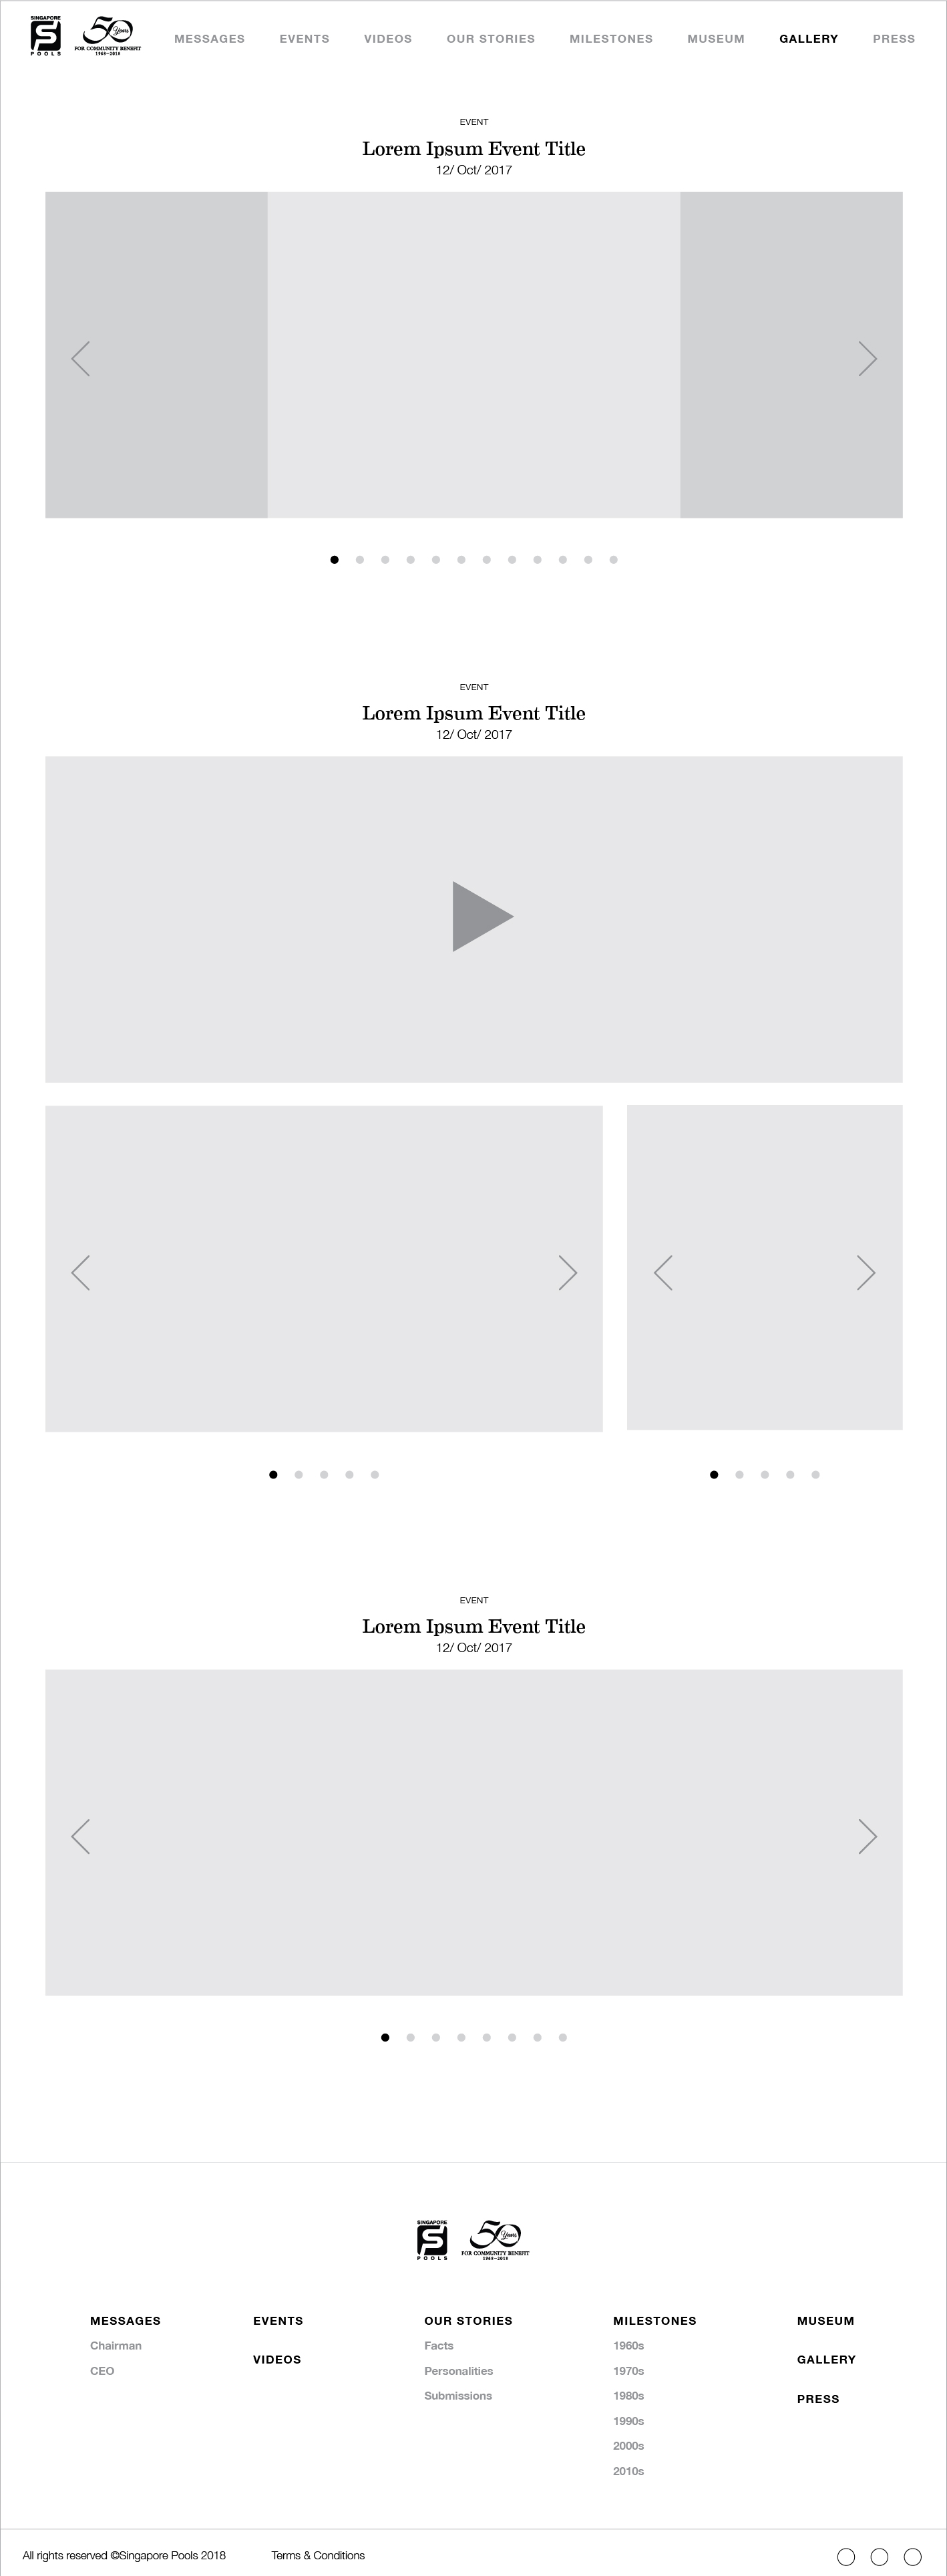 SINGAPORE
POOLS
50 Years
FOR COMMUNITY BENEFIT
1968-2018
MESSAGES EVENTS VIDEOS OUR STORIES MILESTONES MUSEUM GALLERY PRESS
EVENT
Lorem Ipsum Event Title
12/ Oct/ 2017
EVENT
Lorem Ipsum Event Title
12/ Oct/ 2017
EVENT
Lorem Ipsum Event Title
12/ Oct/ 2017
SINGAPORE
POOLS
50 Years
FOR COMMUNITY BENEFIT
1968-2018
MESSAGES
Chairman
CEO
EVENTS
VIDEOS
OUR STORIES
Facts
Personalities
Submissions
MILESTONES
1960s
1970s
1980s
1990s
2000s
2010s
MUSEUM
GALLERY
PRESS
All rights reserved ©Singapore Pools 2018 Terms & Conditions